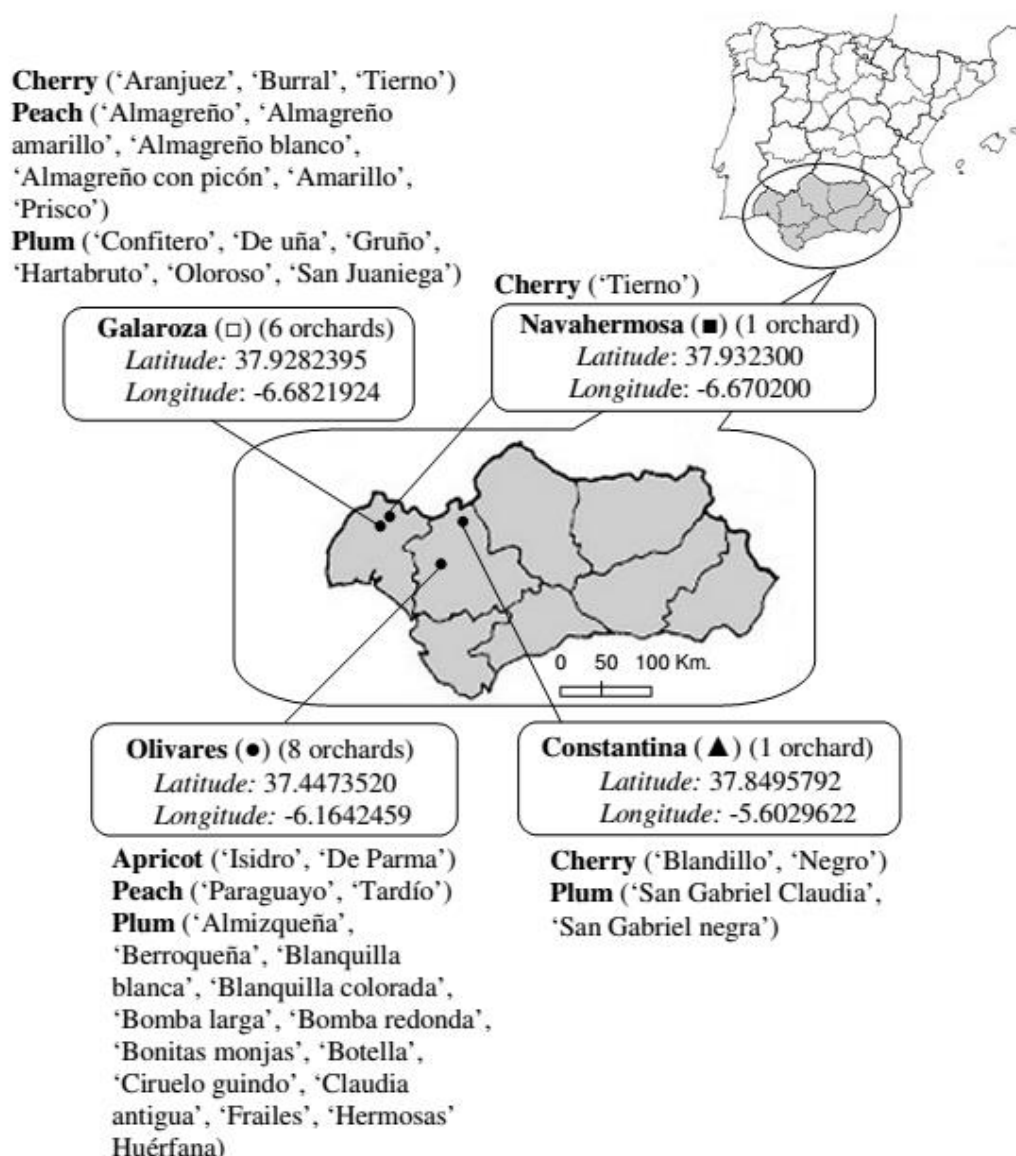 Cherry (‘Aranjuez’, ‘Burral’, ‘Tierno’)
Peach (‘Almagreño’, ‘Almagreño
amarillo’, ‘Almagreño blanco’,
‘Almagreño con picón’, ‘Amarillo’,
‘Prisco’)
Plum (‘Confitero’, ‘De uña’, ‘Gruño’,
‘Hartabruto’, ‘Oloroso’, ‘San Juaniega’)
Galaroza (□) (6 orchards)
Latitude: 37.9282395
Longitude: -6.6821924
Cherry (‘Tierno’)
Navahermosa (■) (1 orchard)
Latitude: 37.932300
Longitude: -6.670200
0 50 100 Km.
Olivares (●) (8 orchards)
Latitude: 37.4473520
Longitude: -6.1642459
Apricot (‘Isidro’, ‘De Parma’)
Peach (‘Paraguayo’, ‘Tardío’)
Plum (‘Almizqueña’,
‘Berroqueña’, ‘Blanquilla
blanca’, ‘Blanquilla colorada’,
‘Bomba larga’, ‘Bomba redonda’,
‘Bonitas monjas’, ‘Botella’,
‘Ciruelo guindo’, ‘Claudia
antigua’, ‘Frailes’, ‘Hermosas’
Huérfana)
Constantina (▲) (1 orchard)
Latitude: 37.8495792
Longitude: -5.6029622
Cherry (‘Blandillo’, ‘Negro’)
Plum (‘San Gabriel Claudia’,
‘San Gabriel negra’)